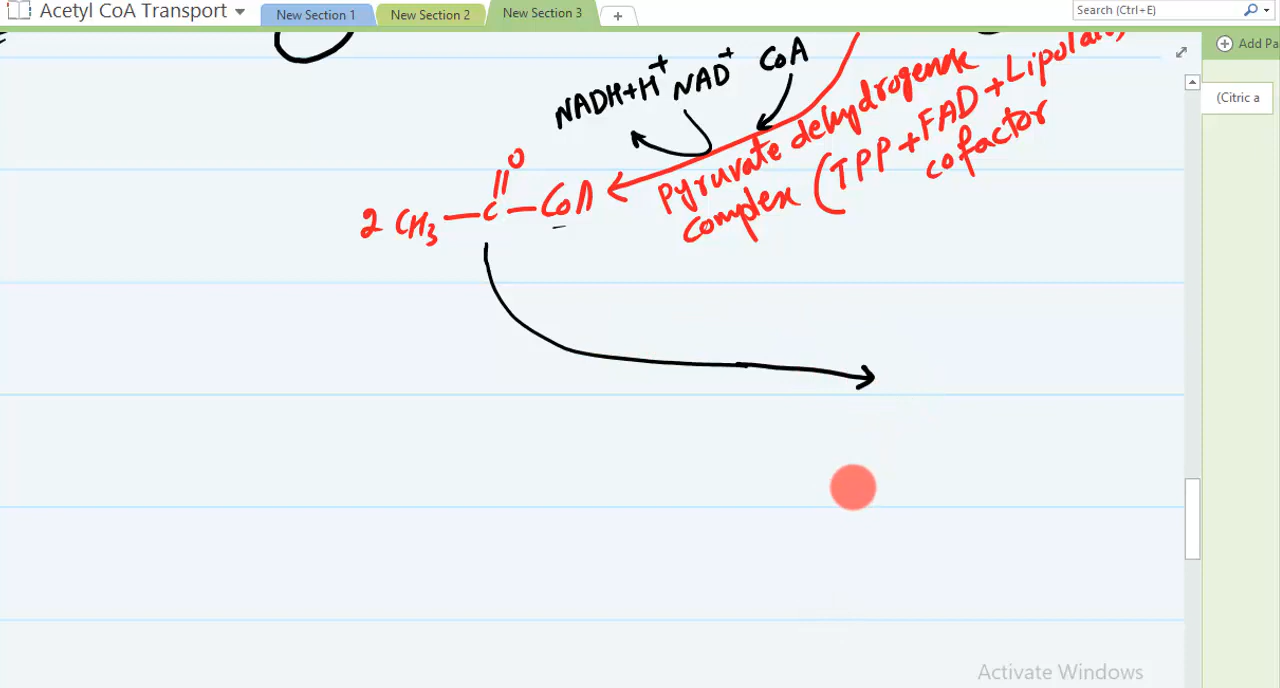 Acetyl CoA Transport
New Section 1
New Section 2
New Section 3
+
Search (Ctrl+E)
Add Pa
(Citric a
NADH+H+ NAD+ CoA
Pyruvate dehydrogenase
complex (TPP+FAD+Lipolate
cofactor
O
2 CH3 — C — CoA
Activate Windows